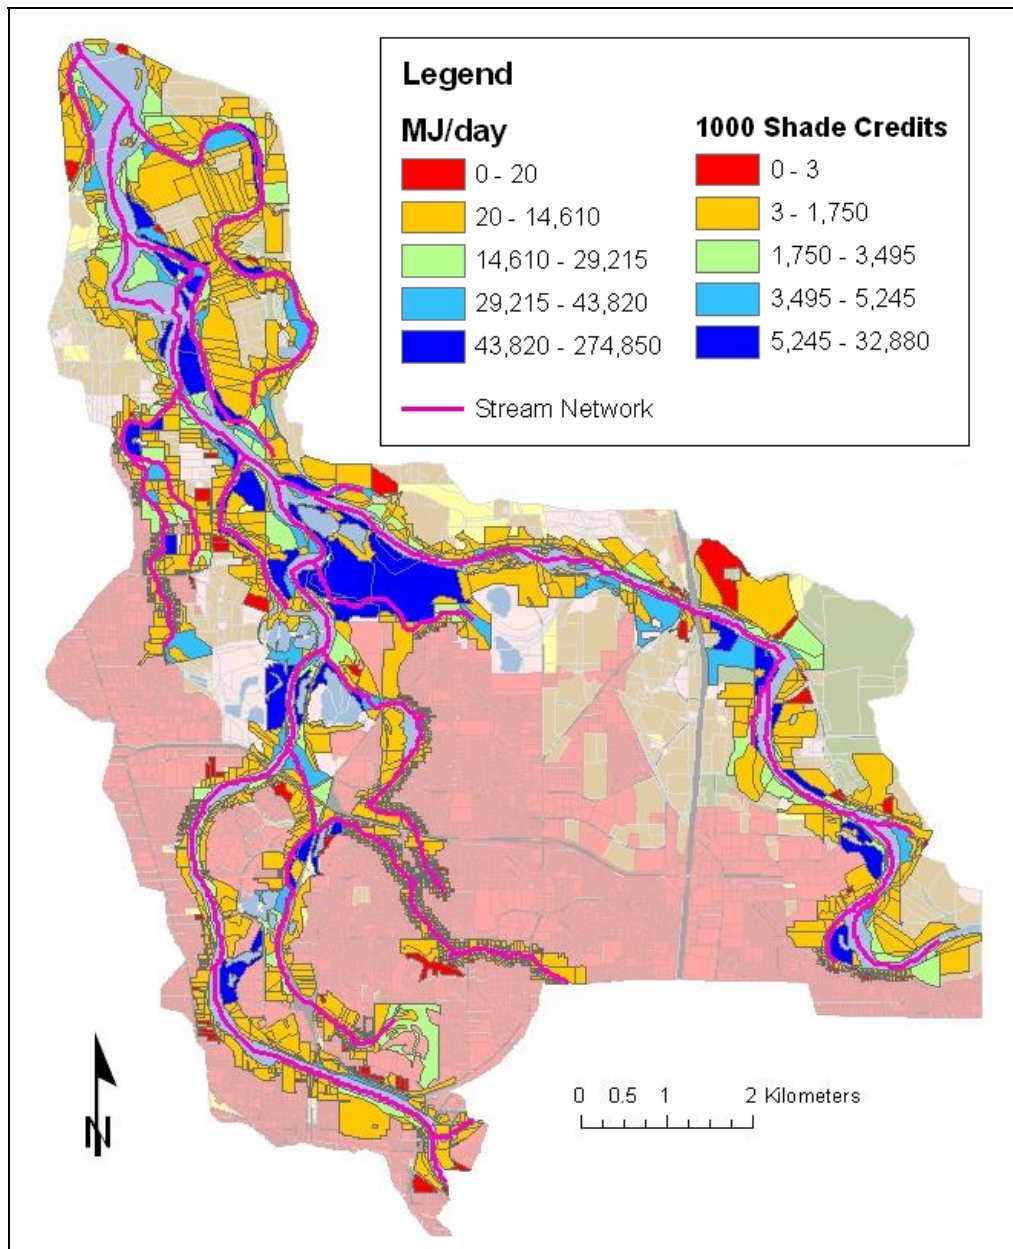 Legend
MJ/day
0 - 20
20 - 14,610
14,610 - 29,215
29,215 - 43,820
43,820 - 274,850
1000 Shade Credits
0 - 3
3 - 1,750
1,750 - 3,495
3,495 - 5,245
5,245 - 32,880
Stream Network
N
0 0.5 1 2 Kilometers